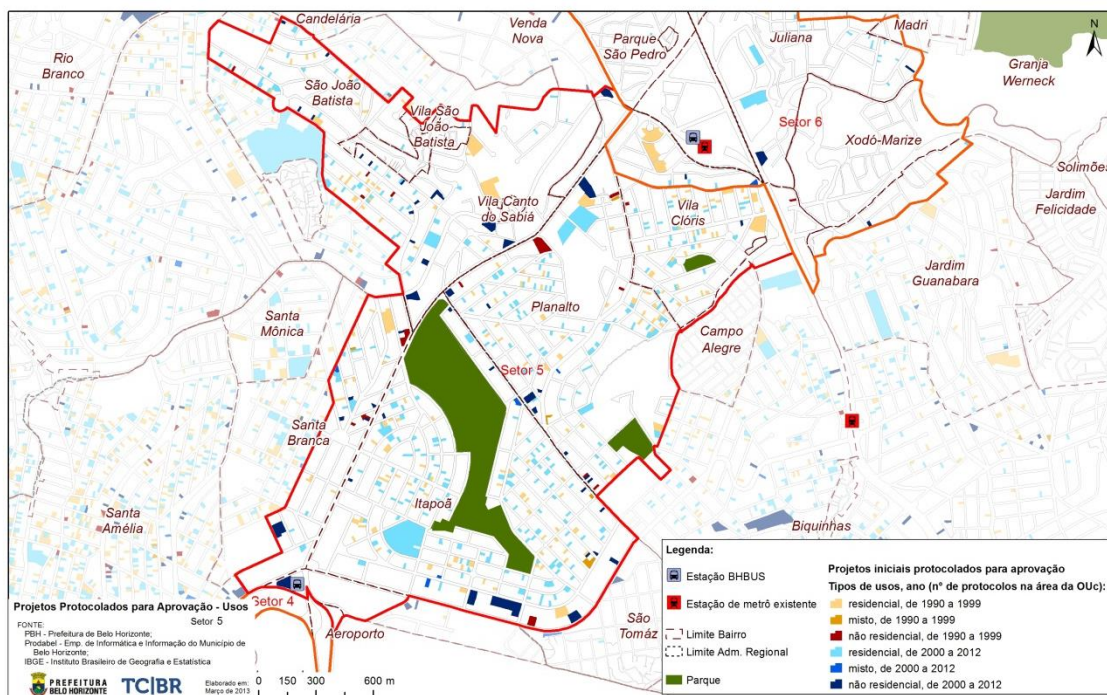 Candelária
Venda
Nova
Parque
São Pedro
Juliana
Madri
N
Rio
Branco
Granja
Werneck
São João
Batista
Vila São
João
Batista
Setor 6
Xodó-Marize
Solimões
Jardim
Felicidade
Vila Canto
do Sabiá
Vila
Clóris
Jardim
Guanabara
Planalto
Santa
Mônica
Campo
Alegre
Setor 5
Santa
Branca
Itapoã
Santa
Amélia
Biquinhas
Setor 4
Aeroporto
São
Tomáz
Projetos Protocolados para Aprovação - Usos
Setor 5
FONTE:
PBH - Prefeitura de Belo Horizonte;
Prodabel - Emp. de Informática e Informação do Município de
Belo Horizonte;
IBGE - Instituto Brasileiro de Geografia e Estatística
PREFEITURA
BELO HORIZONTE
TC|BR
Elaborado em:
Março de 2013
0 150 300 600 m
Legenda:
Estação BHBUS
Estação de metrô existente
Limite Bairro
Limite Adm. Regional
Parque
Projetos iniciais protocolados para aprovação
Tipos de usos, ano (nº de protocolos na área da OUc):
residencial, de 1990 a 1999
misto, de 1990 a 1999
não residencial, de 1990 a 1999
residencial, de 2000 a 2012
misto, de 2000 a 2012
não residencial, de 2000 a 2012